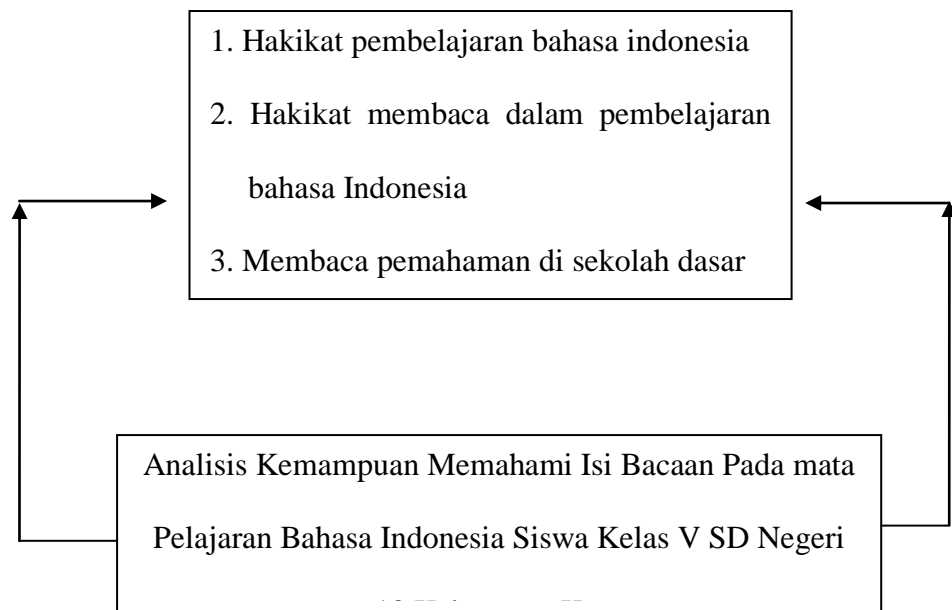 1. Hakikat pembelajaran bahasa indonesia
2. Hakikat membaca dalam pembelajaran
bahasa Indonesia
3. Membaca pemahaman di sekolah dasar
Analisis Kemampuan Memahami Isi Bacaan Pada mata
Pelajaran Bahasa Indonesia Siswa Kelas V SD Negeri